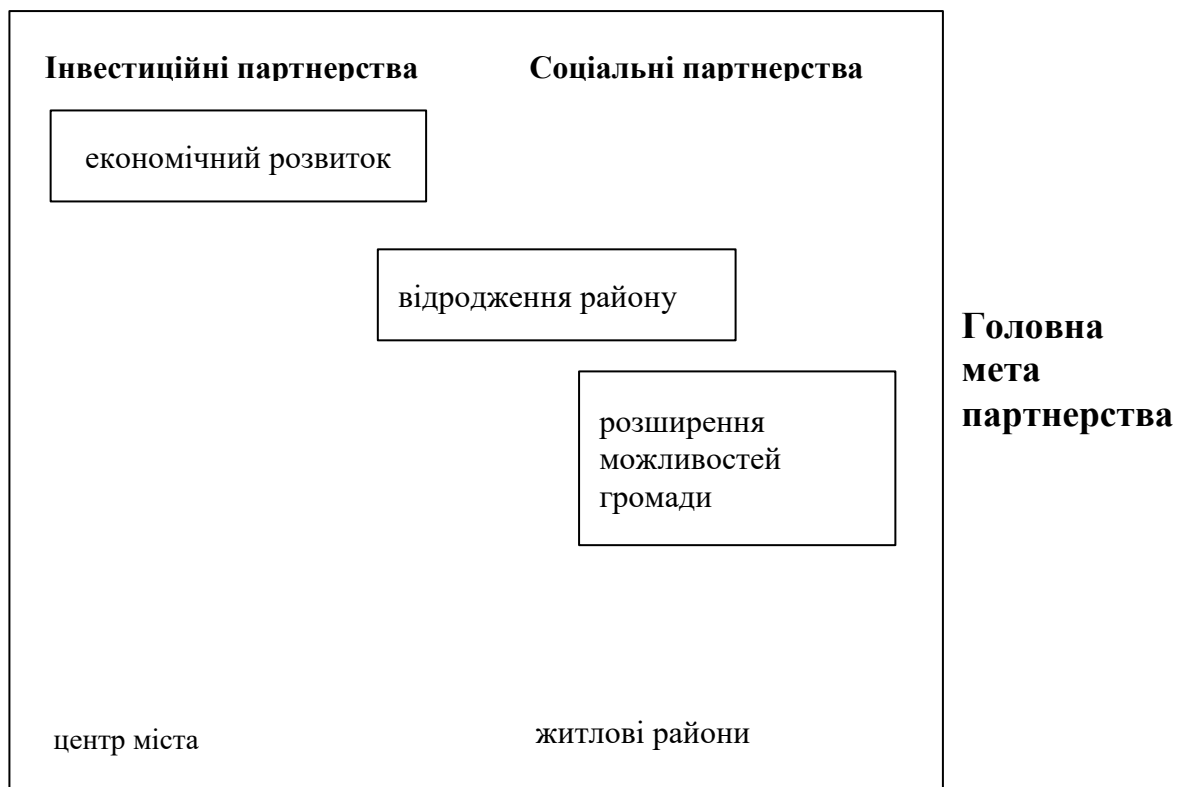 Інвестиційні партнерства
Соціальні партнерства
економічний розвиток
відродження району
Головна
мета
партнерства
розширення
можливостей
громади
центр міста
житлові райони